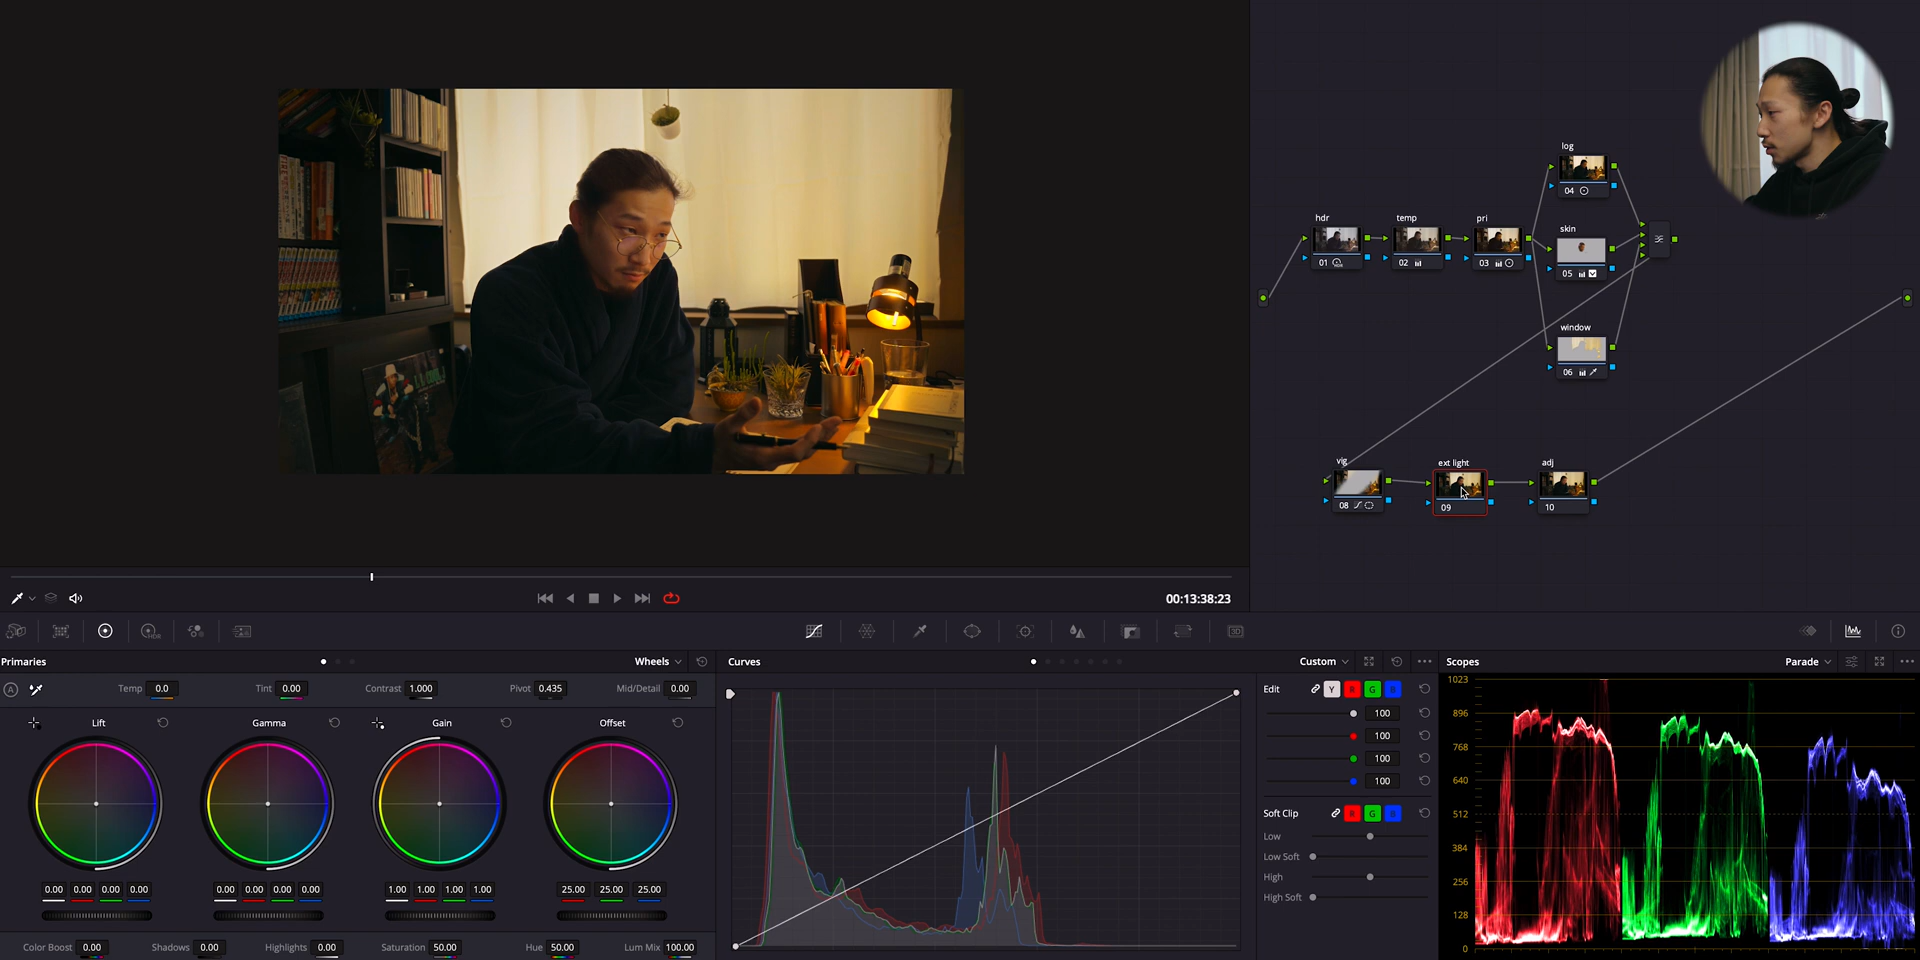 log
04
hdr
temp
pri
skin
01
02
03
05
window
06
vig
ext light
adj
08
09
10
00:13:38:23
HDR
3D
Primaries
Wheels
Curves
Custom
Scopes
Parade
A
Temp 0.0
Tint 0.00
Contrast 1.000
Pivot 0.435
Mid/Detail 0.00
Lift
Gamma
Gain
Offset
0.00 0.00 0.00 0.00
0.00 0.00 0.00 0.00
1.00 1.00 1.00 1.00
25.00 25.00 25.00
Color Boost 0.00
Shadows 0.00
Highlights 0.00
Saturation 50.00
Hue 50.00
Lum Mix 100.00
Edit Y R G B
100
100
100
100
Soft Clip R G B
Low
Low Soft
High
High Soft
1023
896
768
640
512
384
256
128
0